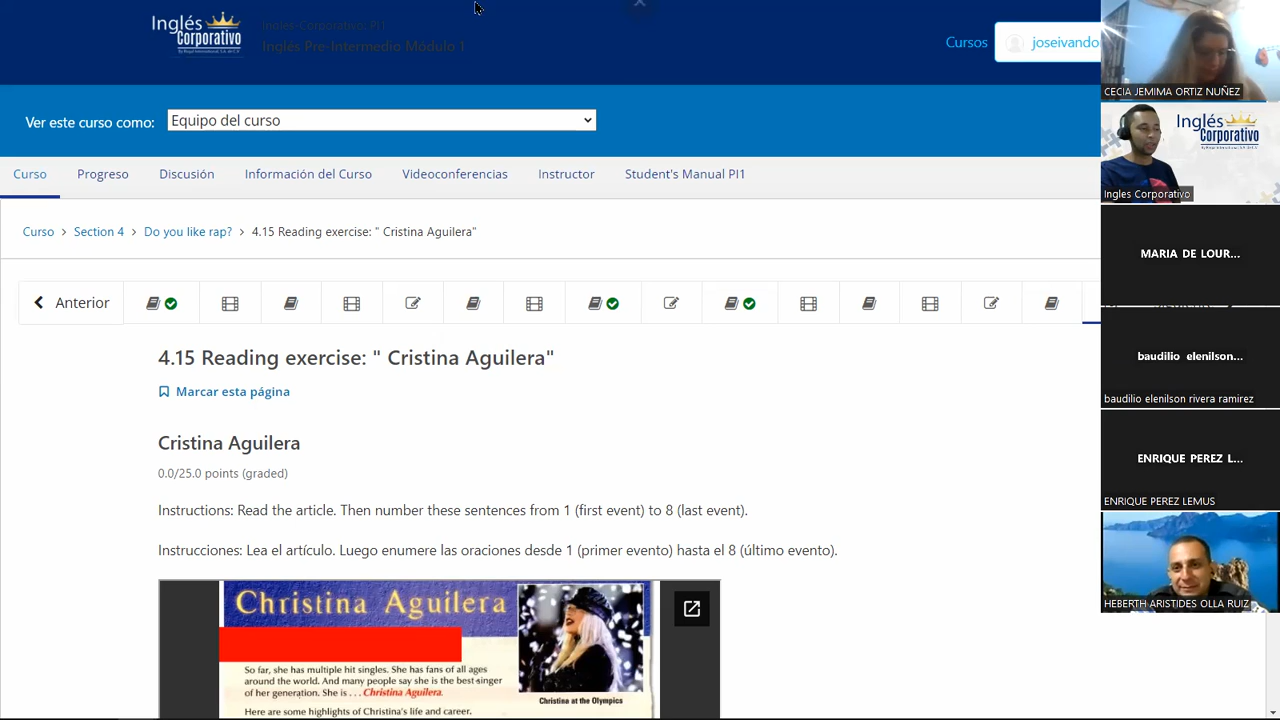 Inglés
Corporativo
Inglés-Corporativo, PI1
Inglés Pre-Intermedio Módulo 1
Cursos
joseivando
Ver este curso como:
Equipo del curso
Curso
Progreso
Discusión
Información del Curso
Videoconferencias
Instructor
Student's Manual PI1
Curso > Section 4 > Do you like rap? > 4.15 Reading exercise: " Cristina Aguilera"
Anterior
4.15 Reading exercise: " Cristina Aguilera"
Marcar esta página
Cristina Aguilera
0.0/25.0 points (graded)
Instructions: Read the article. Then number these sentences from 1 (first event) to 8 (last event).
Instrucciones: Lea el artículo. Luego enumere las oraciones desde 1 (primer evento) hasta el 8 (último evento).
Christina Aguilera
So far, she has multiple hit singles. She has fans of all ages
around the world. And many people say she is the best singer
of her generation. She is . . . Christina Aguilera.
Here are some highlights of Christina's life and career.
Christina at the Olympics
CECIA JEMIMA ORTIZ NUÑEZ
Inglés
Corporativo
Ingles Corporativo
MARIA DE LOUR...
baudilio elenilson...
baudilio elenilson rivera ramirez
ENRIQUE PEREZ L...
ENRIQUE PEREZ LEMUS
HEBERTH ARISTIDES OLLA RUIZ